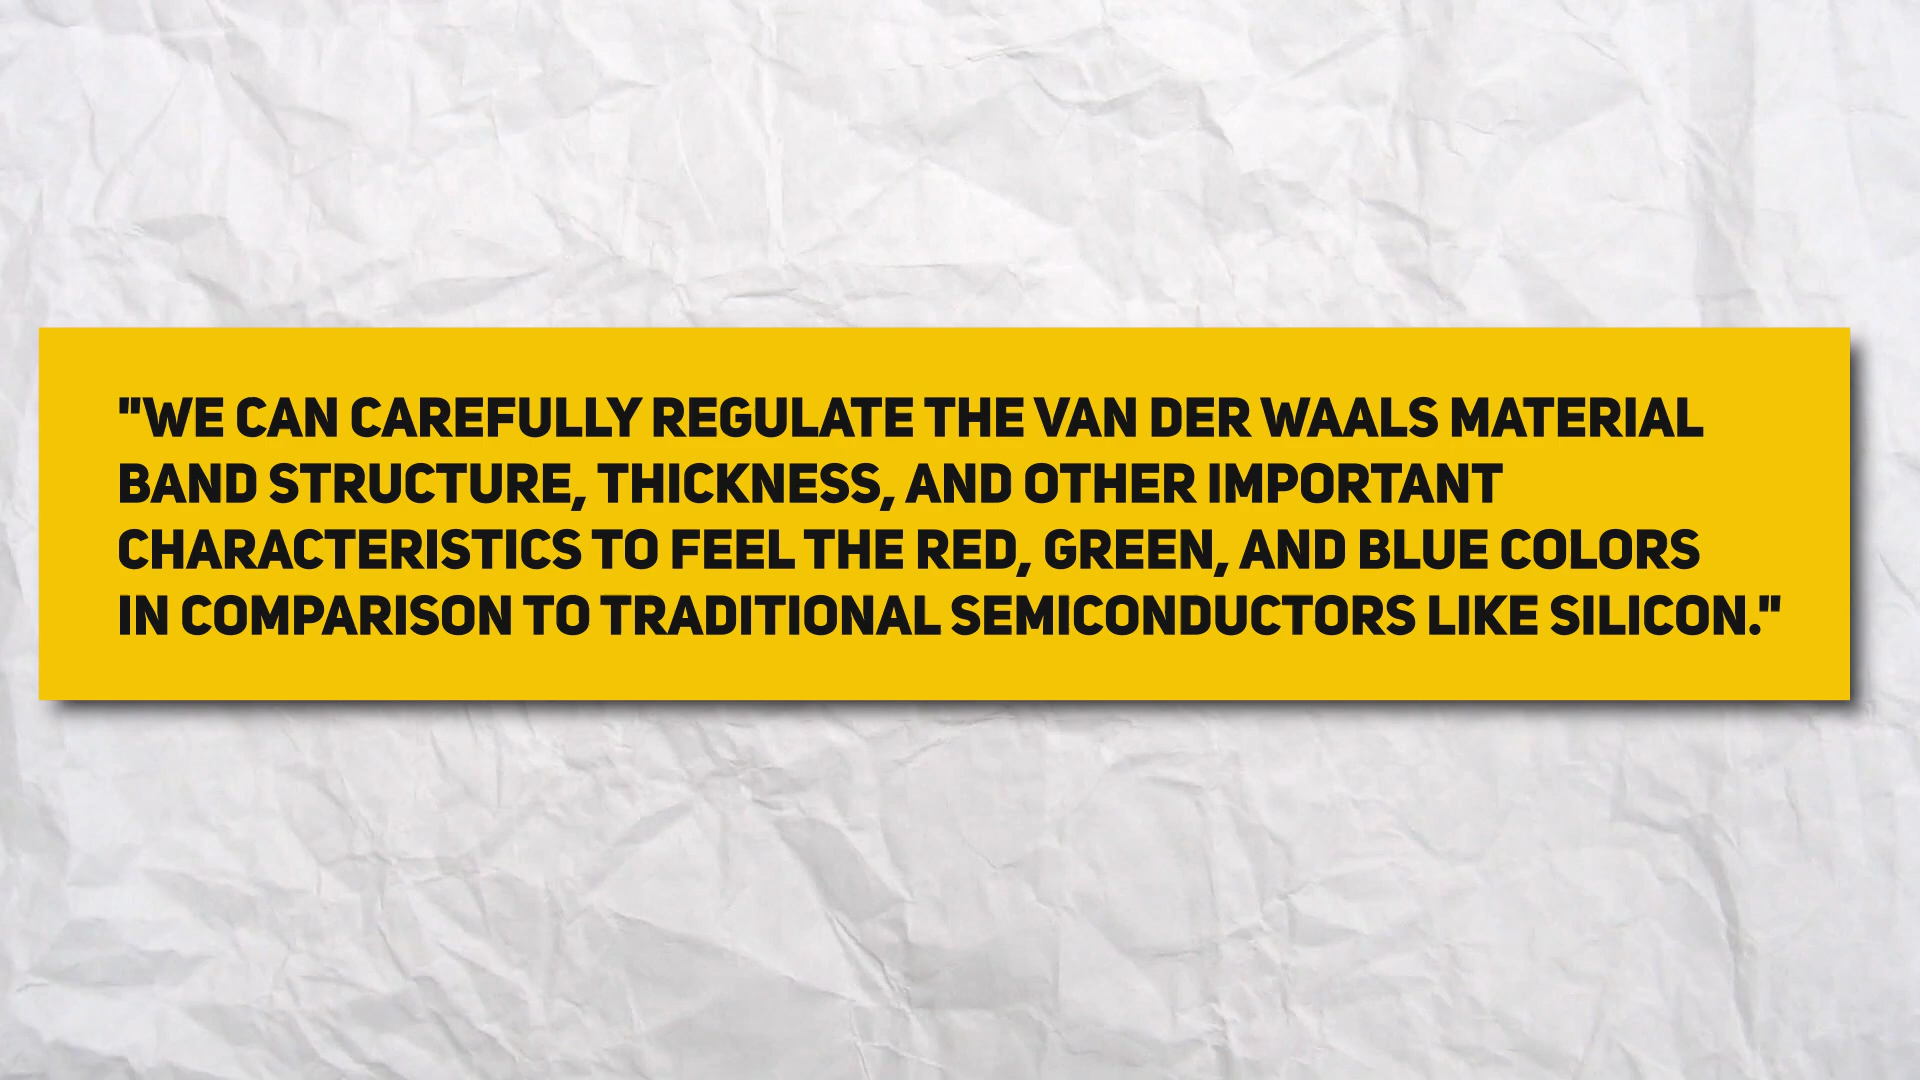 "WE CAN CAREFULLY REGULATE THE VAN DER WAALS MATERIAL
BAND STRUCTURE, THICKNESS, AND OTHER IMPORTANT
CHARACTERISTICS TO FEEL THE RED, GREEN, AND BLUE COLORS
IN COMPARISON TO TRADITIONAL SEMICONDUCTORS LIKE SILICON."